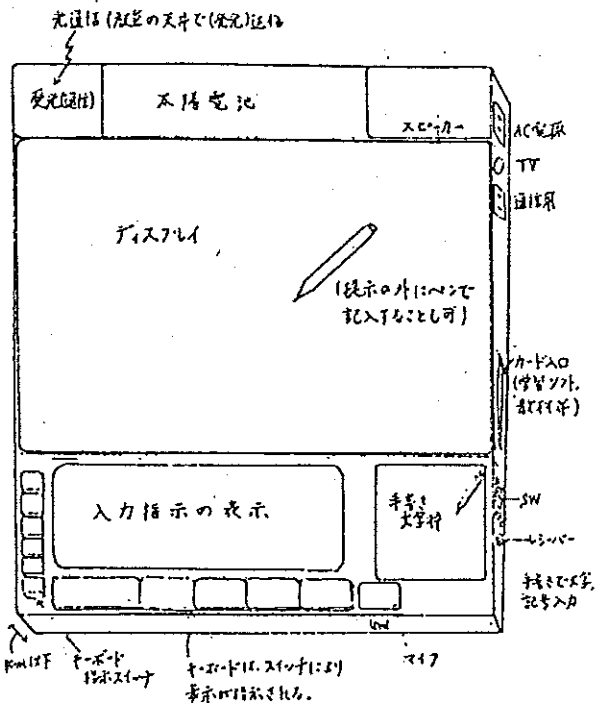 光通信(教室の天井で(発光)送信
受光(送信)
太陽電池
スピーカー
AC電源
TV
通信用
ディスプレイ
(提示の外にペンで
記入することも可)
カード入口
(学習ソフト,
教材等)
入力指示の表示
手書き
文字枠
SW
レシーバー
手書きで文字,
記号入力
キーボード
指示スイッチ
キーボードは、スイッチにより
表示が指示される。
マイク